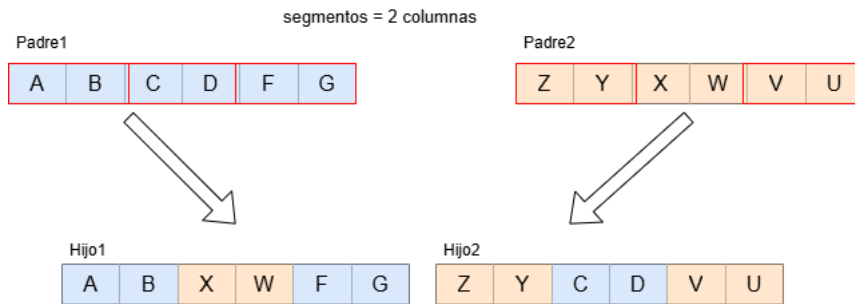 segmentos = 2 columnas
Padre1 Padre2
A B C D F G Z Y X W V U
Hijo1 Hijo2
A B X W F G Z Y C D V U